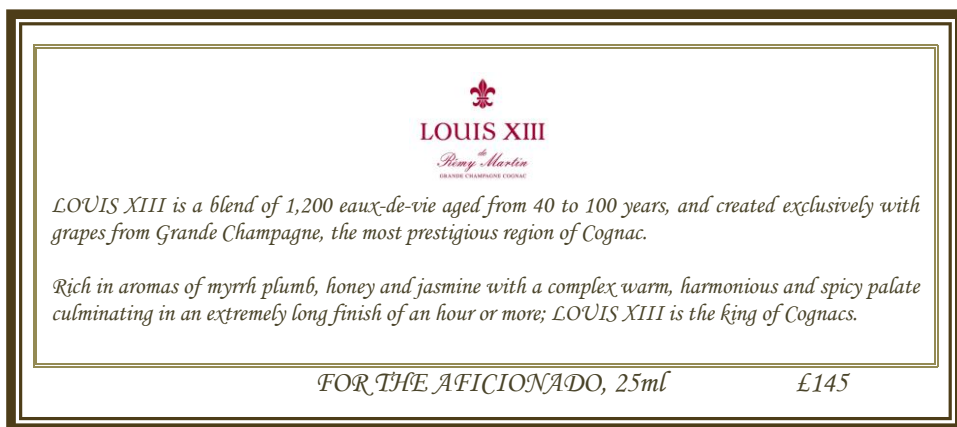 LOUIS XIII
de
Rémy Martin
GRANDE CHAMPAGNE COGNAC
LOUIS XIII is a blend of 1,200 eaux-de-vie aged from 40 to 100 years, and created exclusively with
grapes from Grande Champagne, the most prestigious region of Cognac.
Rich in aromas of myrrh plumb, honey and jasmine with a complex warm, harmonious and spicy palate
culminating in an extremely long finish of an hour or more; LOUIS XIII is the king of Cognacs.
FOR THE AFICIONADO, 25ml £145